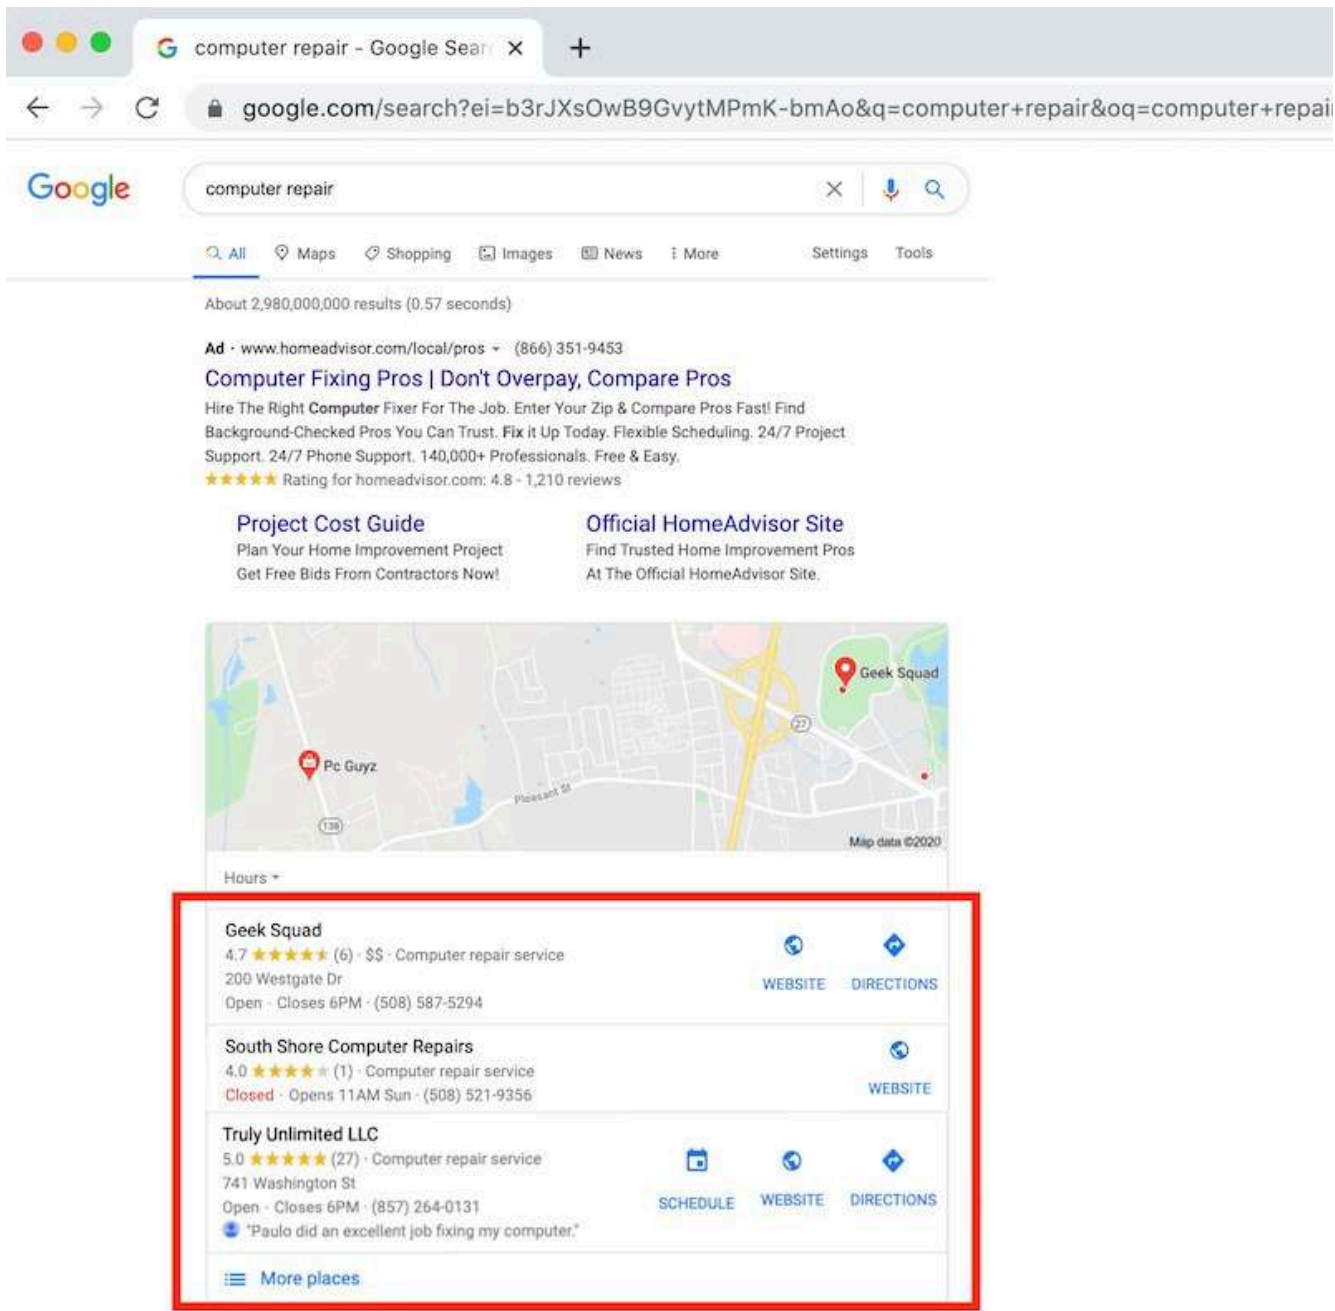 computer repair - Google Sear
google.com/search?ei=b3rJXsOwB9GvytMPmK-bmAo&q=computer+repair&oq=computer+repair
Google
computer repair
All Maps Shopping Images News More Settings Tools
About 2,980,000,000 results (0.57 seconds)
Ad · www.homeadvisor.com/local/pros (866) 351-9453
Computer Fixing Pros | Don't Overpay, Compare Pros
Hire The Right Computer Fixer For The Job. Enter Your Zip & Compare Pros Fast! Find
Background-Checked Pros You Can Trust. Fix it Up Today. Flexible Scheduling. 24/7 Project
Support. 24/7 Phone Support. 140,000+ Professionals. Free & Easy.
Rating for homeadvisor.com: 4.8 - 1,210 reviews
Project Cost Guide
Plan Your Home Improvement Project
Get Free Bids From Contractors Now!
Official HomeAdvisor Site
Find Trusted Home Improvement Pros
At The Official HomeAdvisor Site.
Geek Squad
27
Pc Guyz
Pleasant St
138
Map data ©2020
Hours
Geek Squad
4.7 ★★★★★ (6) · $$ · Computer repair service
200 Westgate Dr
Open · Closes 6PM · (508) 587-5294
WEBSITE DIRECTIONS
South Shore Computer Repairs
4.0 ★★★★★ (1) · Computer repair service
Closed · Opens 11AM Sun · (508) 521-9356
WEBSITE
Truly Unlimited LLC
5.0 ★★★★★ (27) · Computer repair service
741 Washington St
Open · Closes 6PM · (857) 264-0131
"Paulo did an excellent job fixing my computer."
SCHEDULE WEBSITE DIRECTIONS
More places